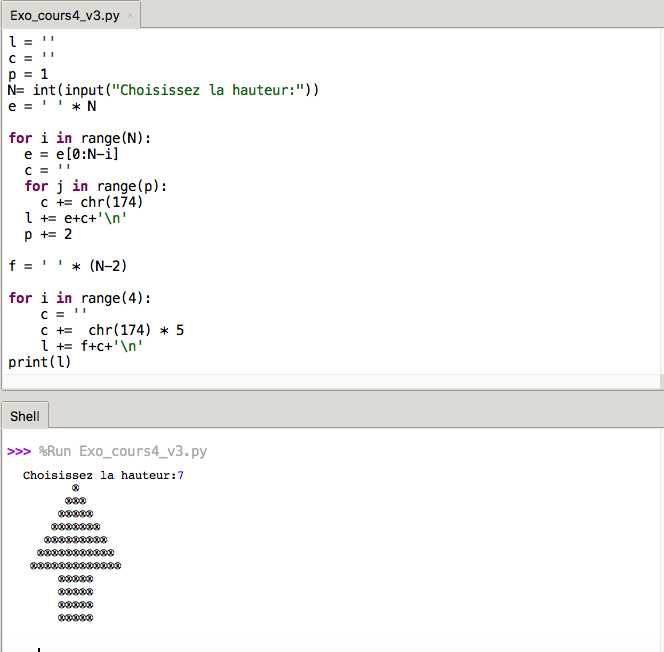 Exo_cours4_v3.py ×
l = ''
c = ''
p = 1
N= int(input("Choisissez la hauteur:"))
e = ' ' * N
for i in range(N):
  e = e[0:N-i]
  c = ''
  for j in range(p):
    c += chr(174)
  l += e+c+'\n'
  p += 2
f = ' ' * (N-2)
for i in range(4):
    c = ''
    c +=  chr(174) * 5
    l += f+c+'\n'
print(l)
Shell
>>> %Run Exo_cours4_v3.py
Choisissez la hauteur:7
       ®
      ®®®
     ®®®®®
    ®®®®®®®
   ®®®®®®®®®
  ®®®®®®®®®®®
 ®®®®®®®®®®®®®
     ®®®®®
     ®®®®®
     ®®®®®
     ®®®®®